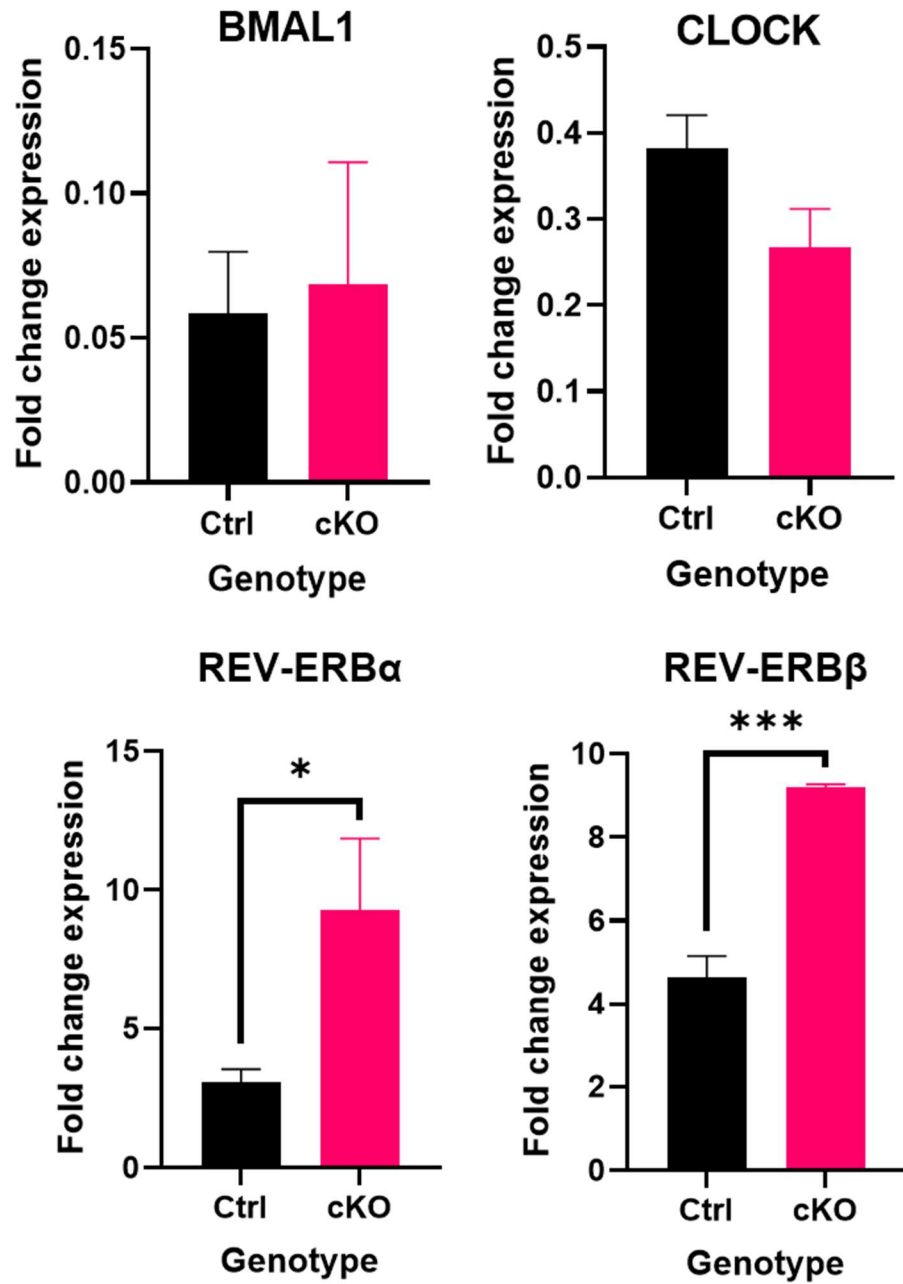 BMAL1
Fold change expression
0.15
0.10
0.05
0.00
Ctrl cKO
Genotype
CLOCK
Fold change expression
0.5
0.4
0.3
0.2
0.1
0.0
Ctrl cKO
Genotype
REV-ERBα
Fold change expression
15
10
5
0
*
Ctrl cKO
Genotype
REV-ERBβ
Fold change expression
10
8
6
4
2
0
***
Ctrl cKO
Genotype